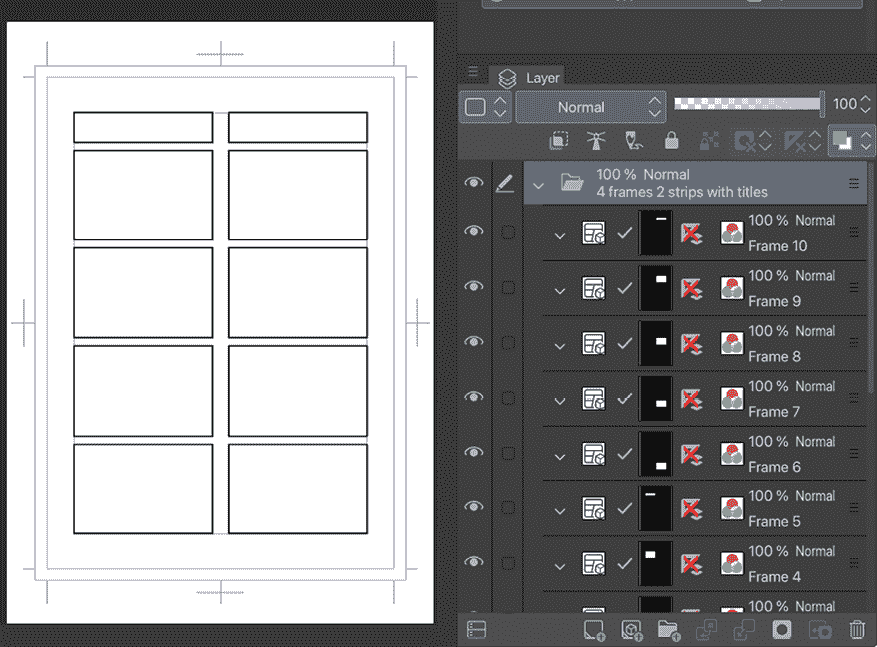 Layer
Normal
100
100 % Normal
4 frames 2 strips with titles
100 % Normal
Frame 10
100 % Normal
Frame 9
100 % Normal
Frame 8
100 % Normal
Frame 7
100 % Normal
Frame 6
100 % Normal
Frame 5
100 % Normal
Frame 4
100 % Normal